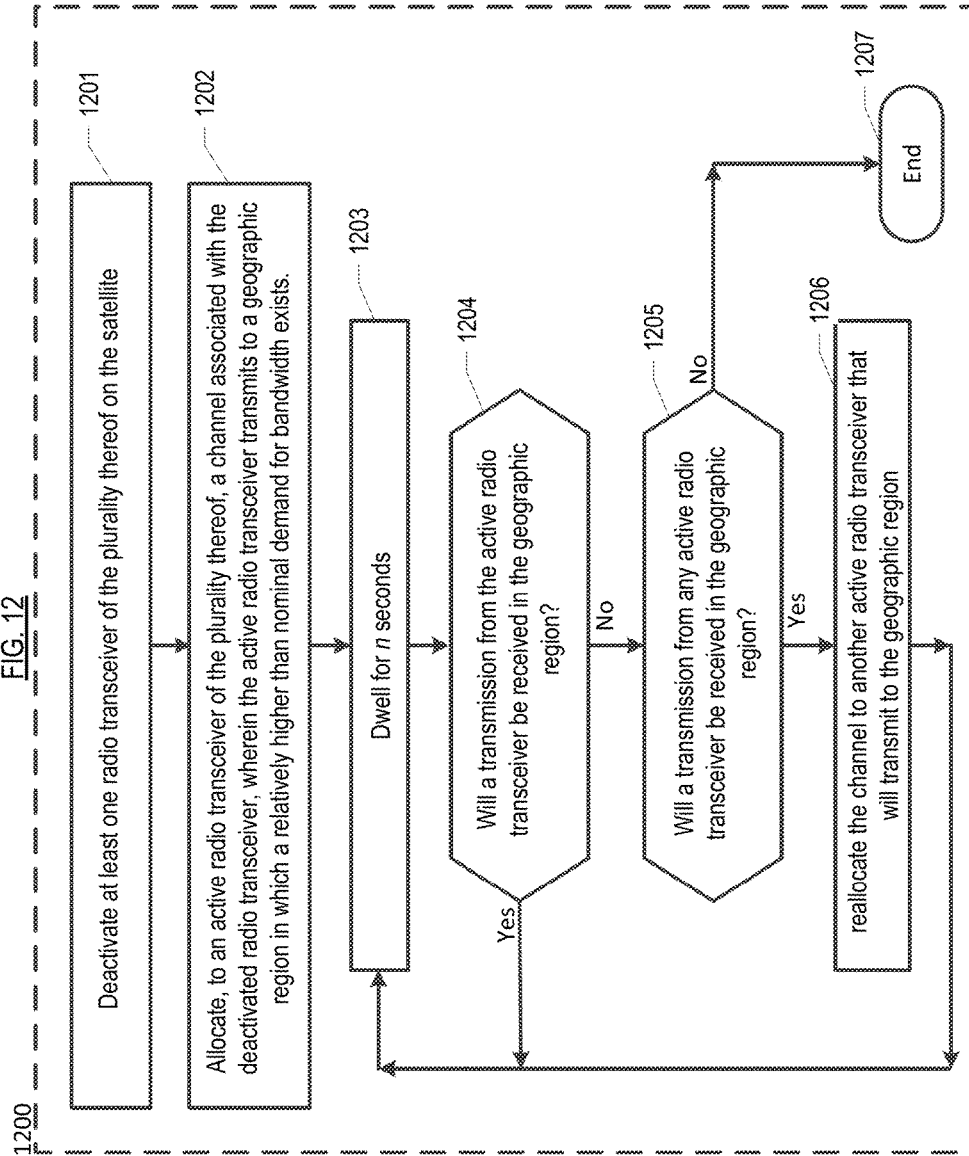 FIG. 12
1200
Deactivate at least one radio transceiver of the plurality thereof on the satellite
1201
Allocate, to an active radio transceiver of the plurality thereof, a channel associated with the
deactivated radio transceiver, wherein the active radio transceiver transmits to a geographic
region in which a relatively higher than nominal demand for bandwidth exists.
1202
Dwell for n seconds
1203
Will a transmission from the active radio
transceiver be received in the geographic
region?
1204
Yes
No
Will a transmission from any active radio
transceiver be received in the geographic
region?
1205
No
Yes
reallocate the channel to another active radio transceiver that
will transmit to the geographic region
1206
End
1207